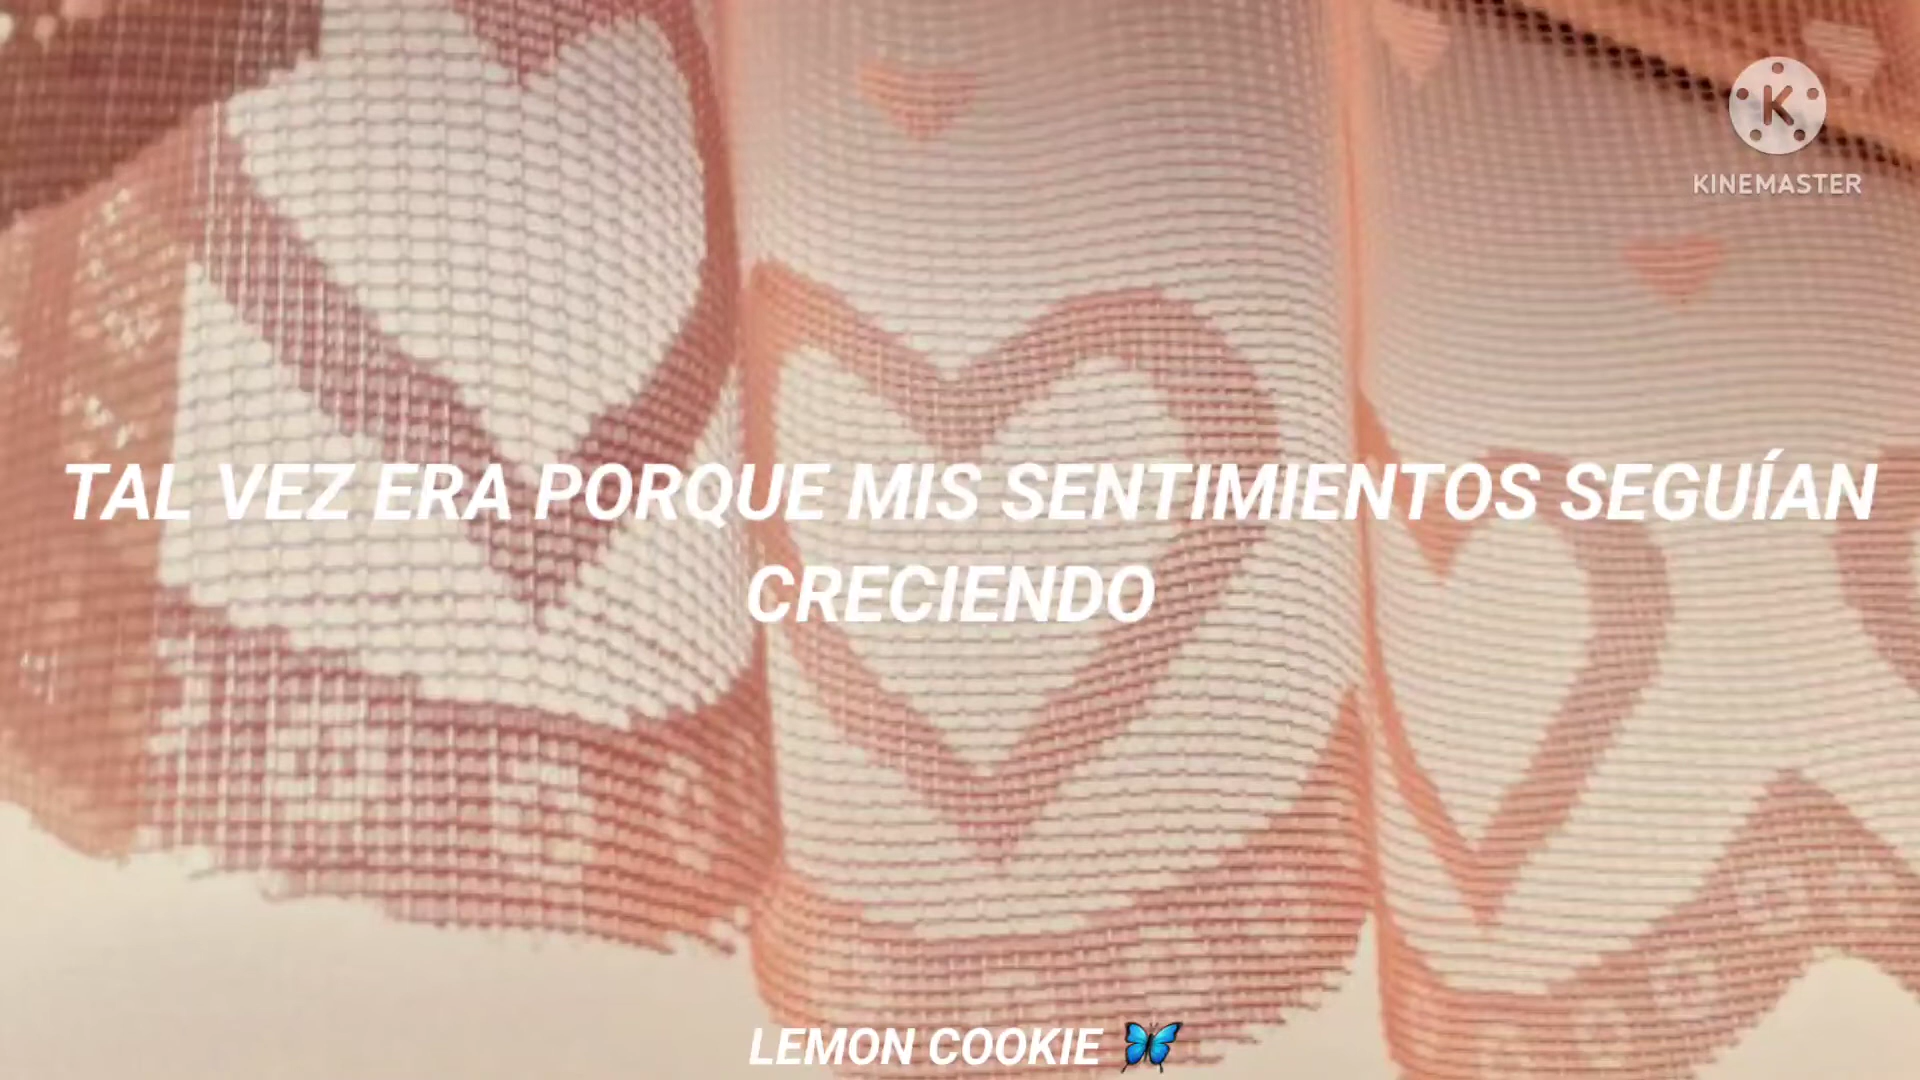 KINEMASTER
TAL VEZ ERA PORQUE MIS SENTIMIENTOS SEGUÍAN
CRECIENDO
LEMON COOKIE 🦋